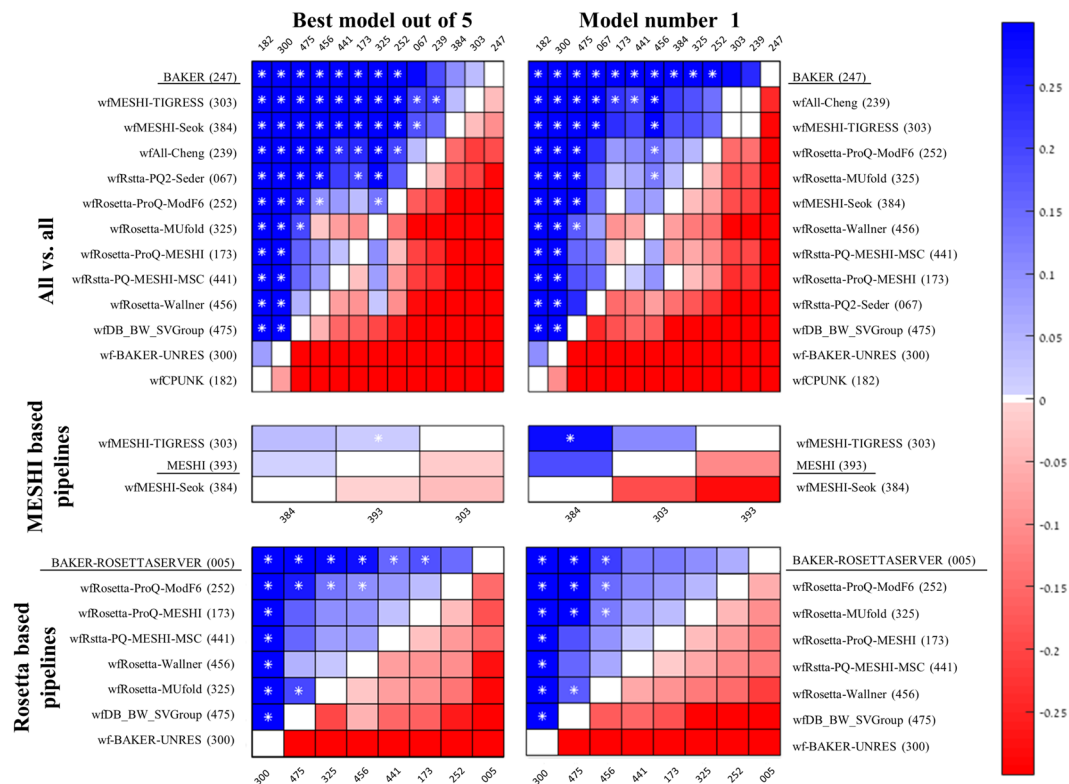 Best model out of 5
Model number 1
182 300 475 456 441 173 325 252 067 239 384 303 247
182 300 475 067 173 441 456 384 325 252 303 239 247
All vs. all
BAKER (247)
wfMESHI-TIGRESS (303)
wfMESHI-Seok (384)
wfAll-Cheng (239)
wfRstta-PQ2-Seder (067)
wfRosetta-ProQ-ModF6 (252)
wfRosetta-MUfold (325)
wfRosetta-ProQ-MESHI (173)
wfRstta-PQ-MESHI-MSC (441)
wfRosetta-Wallner (456)
wfDB_BW_SVGroup (475)
wf-BAKER-UNRES (300)
wfCPUNK (182)
BAKER (247)
wfAll-Cheng (239)
wfMESHI-TIGRESS (303)
wfRosetta-ProQ-ModF6 (252)
wfRosetta-MUfold (325)
wfMESHI-Seok (384)
wfRosetta-Wallner (456)
wfRstta-PQ-MESHI-MSC (441)
wfRosetta-ProQ-MESHI (173)
wfRstta-PQ2-Seder (067)
wfDB_BW_SVGroup (475)
wf-BAKER-UNRES (300)
wfCPUNK (182)
MESHI based
pipelines
wfMESHI-TIGRESS (303)
MESHI (393)
wfMESHI-Seok (384)
384 393 303
wfMESHI-TIGRESS (303)
MESHI (393)
wfMESHI-Seok (384)
384 303 393
Rosetta based
pipelines
BAKER-ROSETTASERVER (005)
wfRosetta-ProQ-ModF6 (252)
wfRosetta-ProQ-MESHI (173)
wfRstta-PQ-MESHI-MSC (441)
wfRosetta-Wallner (456)
wfRosetta-MUfold (325)
wfDB_BW_SVGroup (475)
wf-BAKER-UNRES (300)
300 475 325 456 441 173 252 005
BAKER-ROSETTASERVER (005)
wfRosetta-ProQ-ModF6 (252)
wfRosetta-MUfold (325)
wfRosetta-ProQ-MESHI (173)
wfRstta-PQ-MESHI-MSC (441)
wfRosetta-Wallner (456)
wfDB_BW_SVGroup (475)
wf-BAKER-UNRES (300)
300 475 456 441 173 325 252 005
0.25
0.2
0.15
0.1
0.05
0
-0.05
-0.1
-0.15
-0.2
-0.25